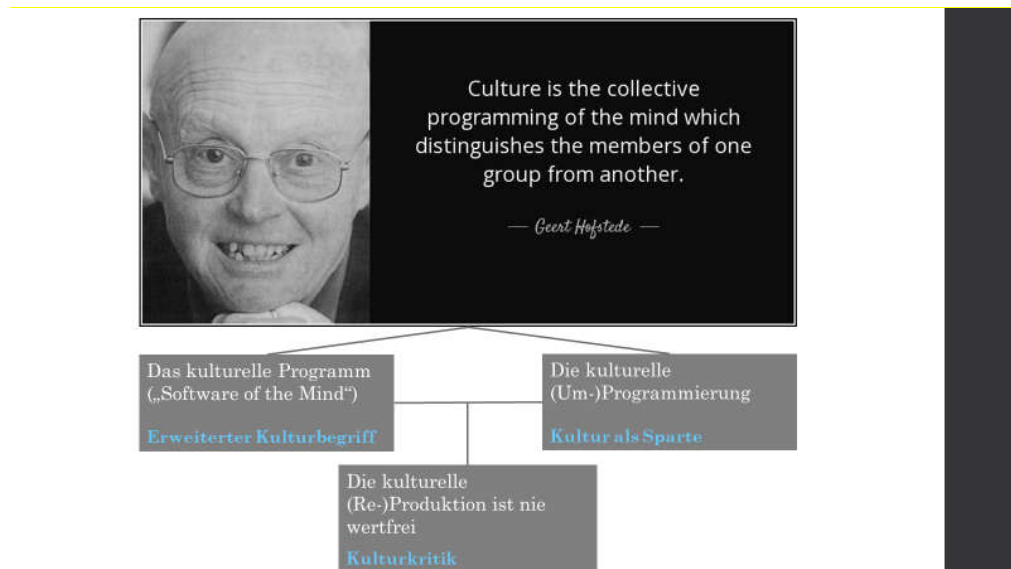 Culture is the collective
programming of the mind which
distinguishes the members of one
group from another.
— Geert Hofstede —
Das kulturelle Programm
(„Software of the Mind“)
Erweiterter Kulturbegriff
Die kulturelle
(Um-)Programmierung
Kultur als Sparte
Die kulturelle
(Re-)Produktion ist nie
wertfrei
Kulturkritik